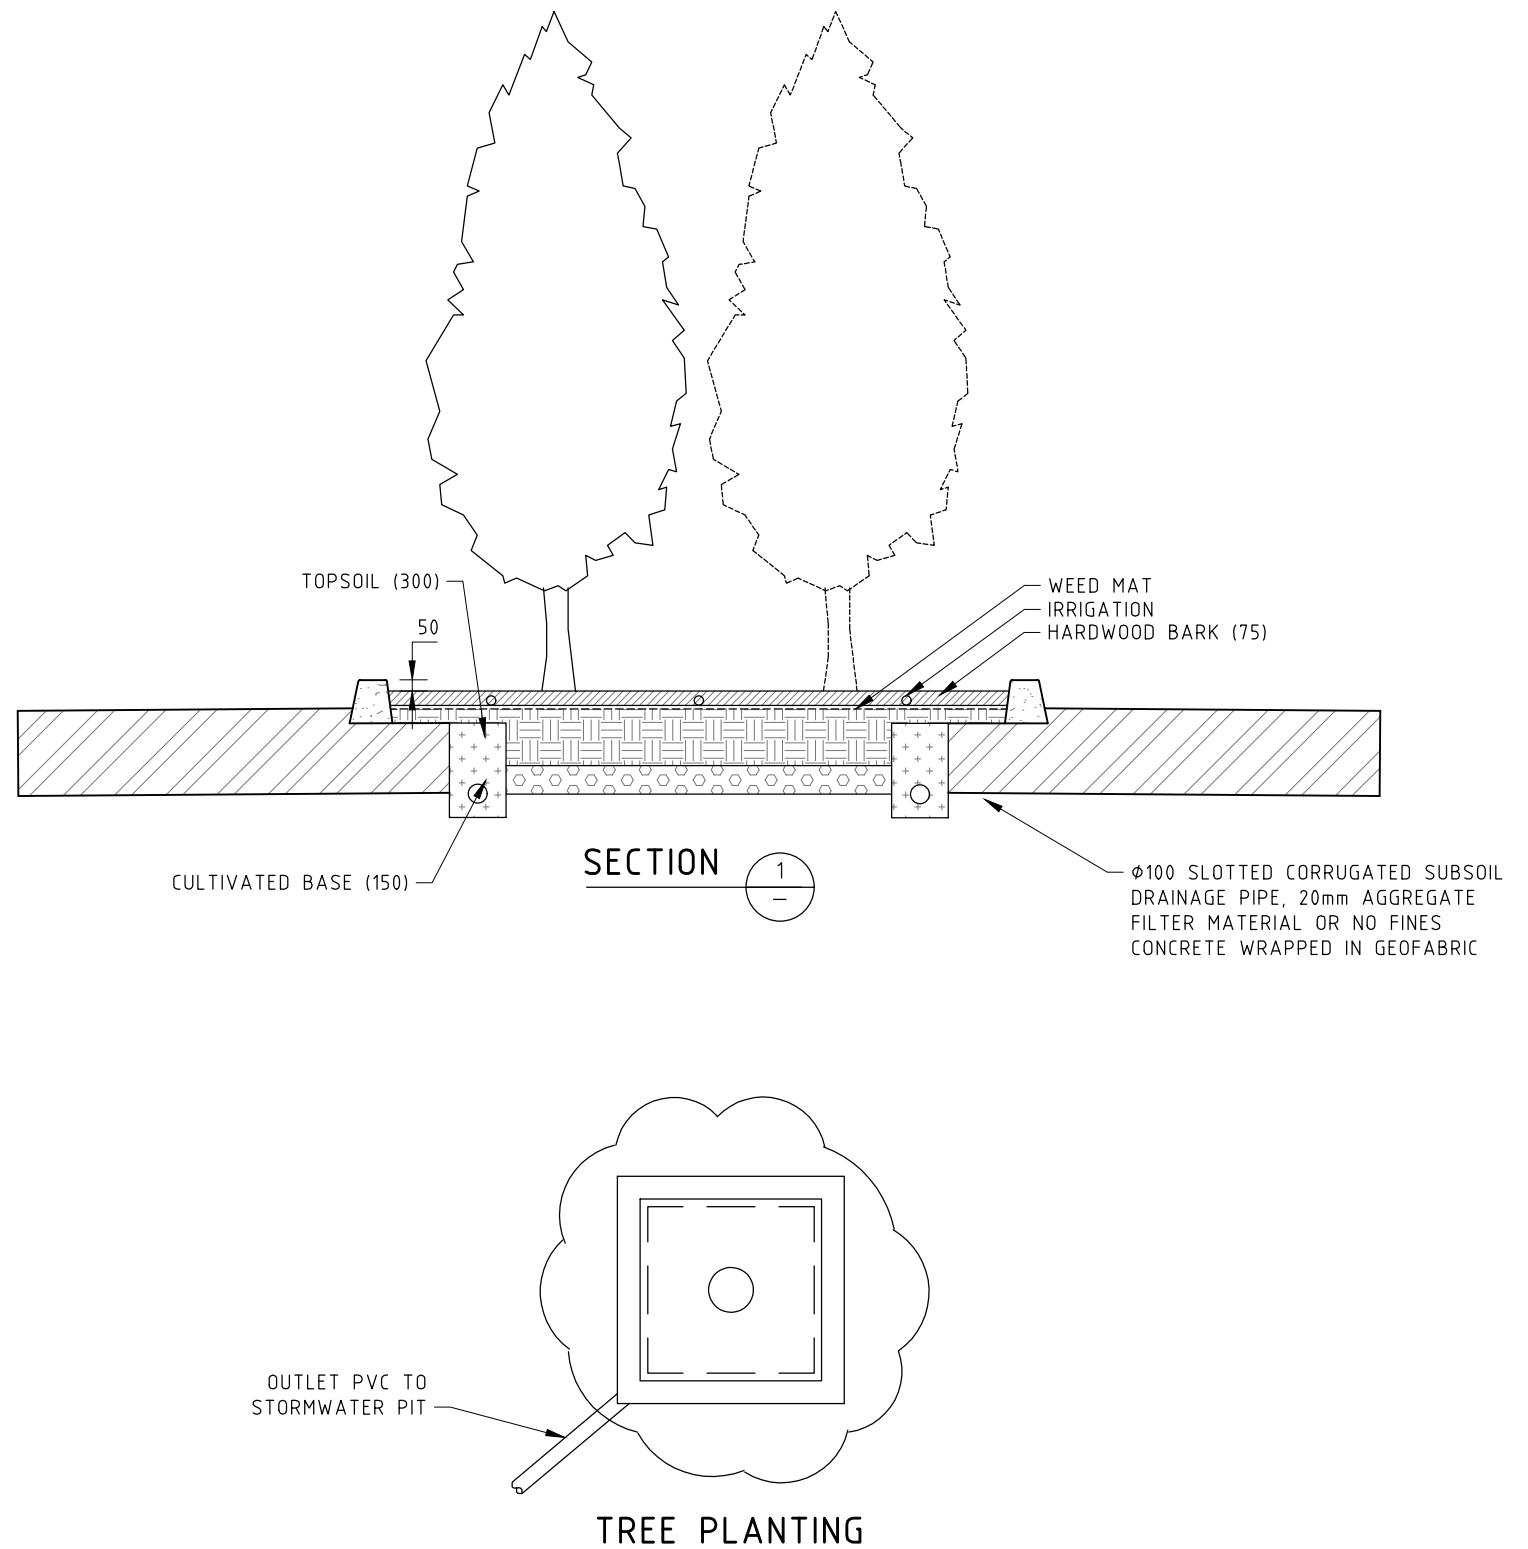 TOPSOIL (300)
50
WEED MAT
IRRIGATION
HARDWOOD BARK (75)
CULTIVATED BASE (150)
SECTION
1
–
Ø100 SLOTTED CORRUGATED SUBSOIL
DRAINAGE PIPE, 20mm AGGREGATE
FILTER MATERIAL OR NO FINES
CONCRETE WRAPPED IN GEOFABRIC
OUTLET PVC TO
STORMWATER PIT
TREE PLANTING